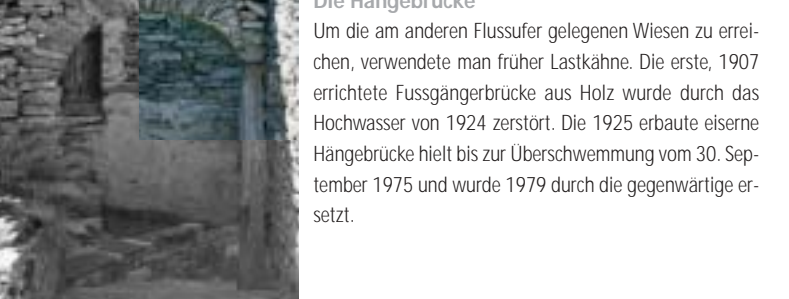 Die Hängebrücke
Um die am anderen Flussufer gelegenen Wiesen zu errei-
chen, verwendete man früher Lastkähne. Die erste, 1907
errichtete Fussgängerbrücke aus Holz wurde durch das
Hochwasser von 1924 zerstört. Die 1925 erbaute eiserne
Hängebrücke hielt bis zur Überschwemmung vom 30. Sep-
tember 1975 und wurde 1979 durch die gegenwärtige er-
setzt.